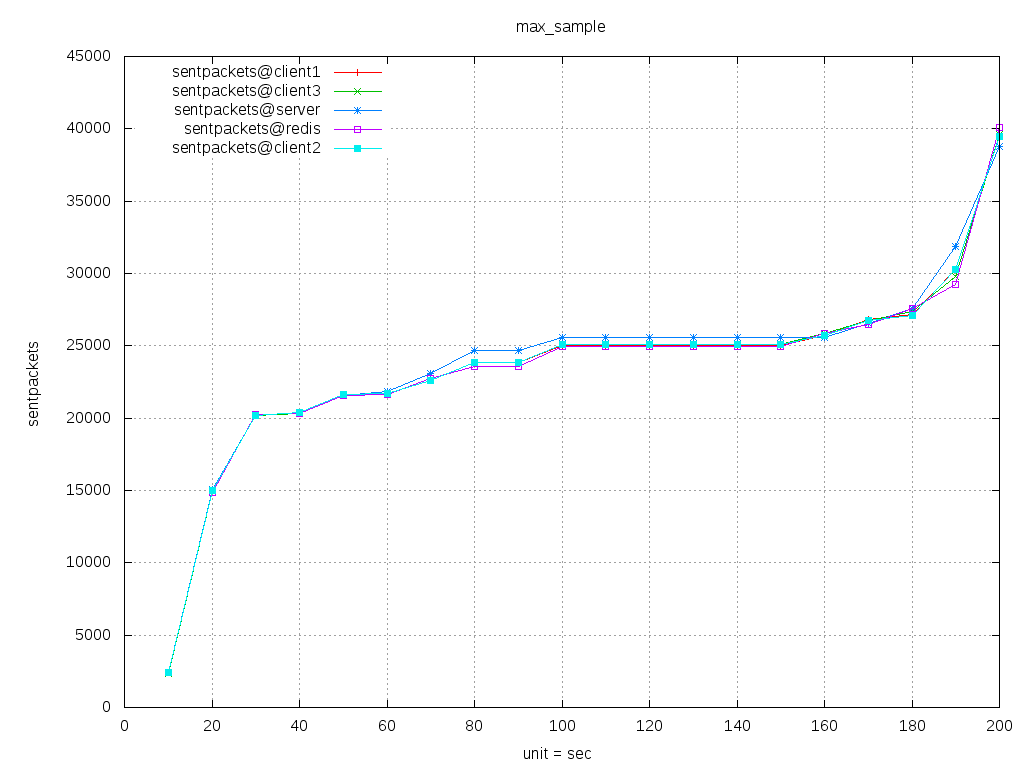 max_sample
45000
40000
35000
30000
25000
20000
15000
10000
5000
0
sentpackets
sentpackets@client1
sentpackets@client3
sentpackets@server
sentpackets@redis
sentpackets@client2
0 20 40 60 80 100 120 140 160 180 200
unit = sec